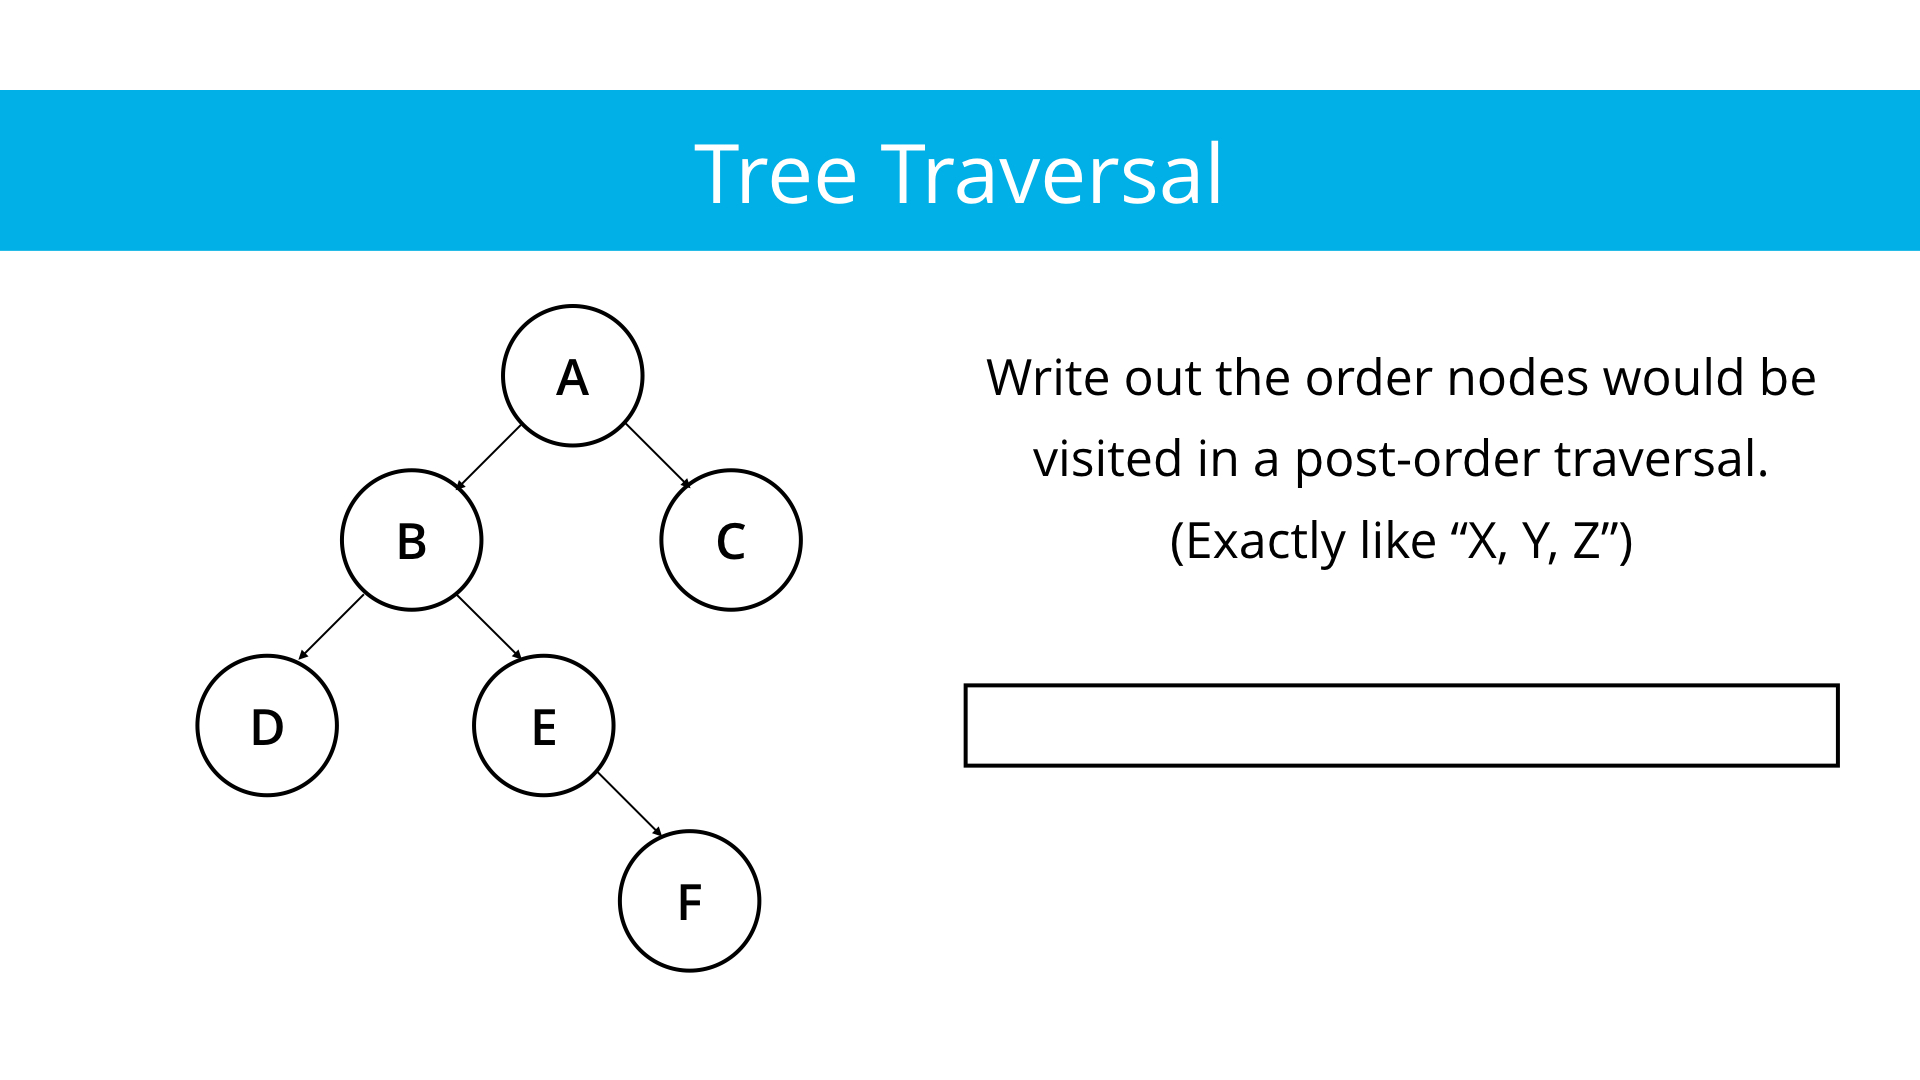 Tree Traversal
A
Write out the order nodes would be
visited in a post-order traversal.
(Exactly like “X, Y, Z”)
B
C
D
E
F